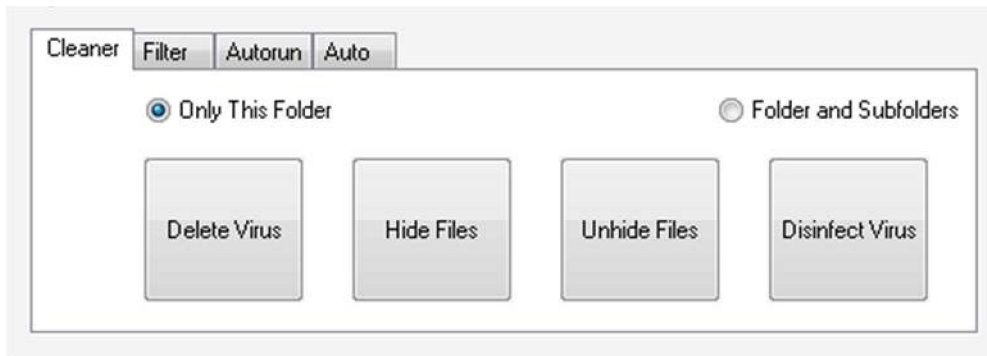 Cleaner Filter Autorun Auto
Only This Folder Folder and Subfolders
Delete Virus Hide Files Unhide Files Disinfect Virus